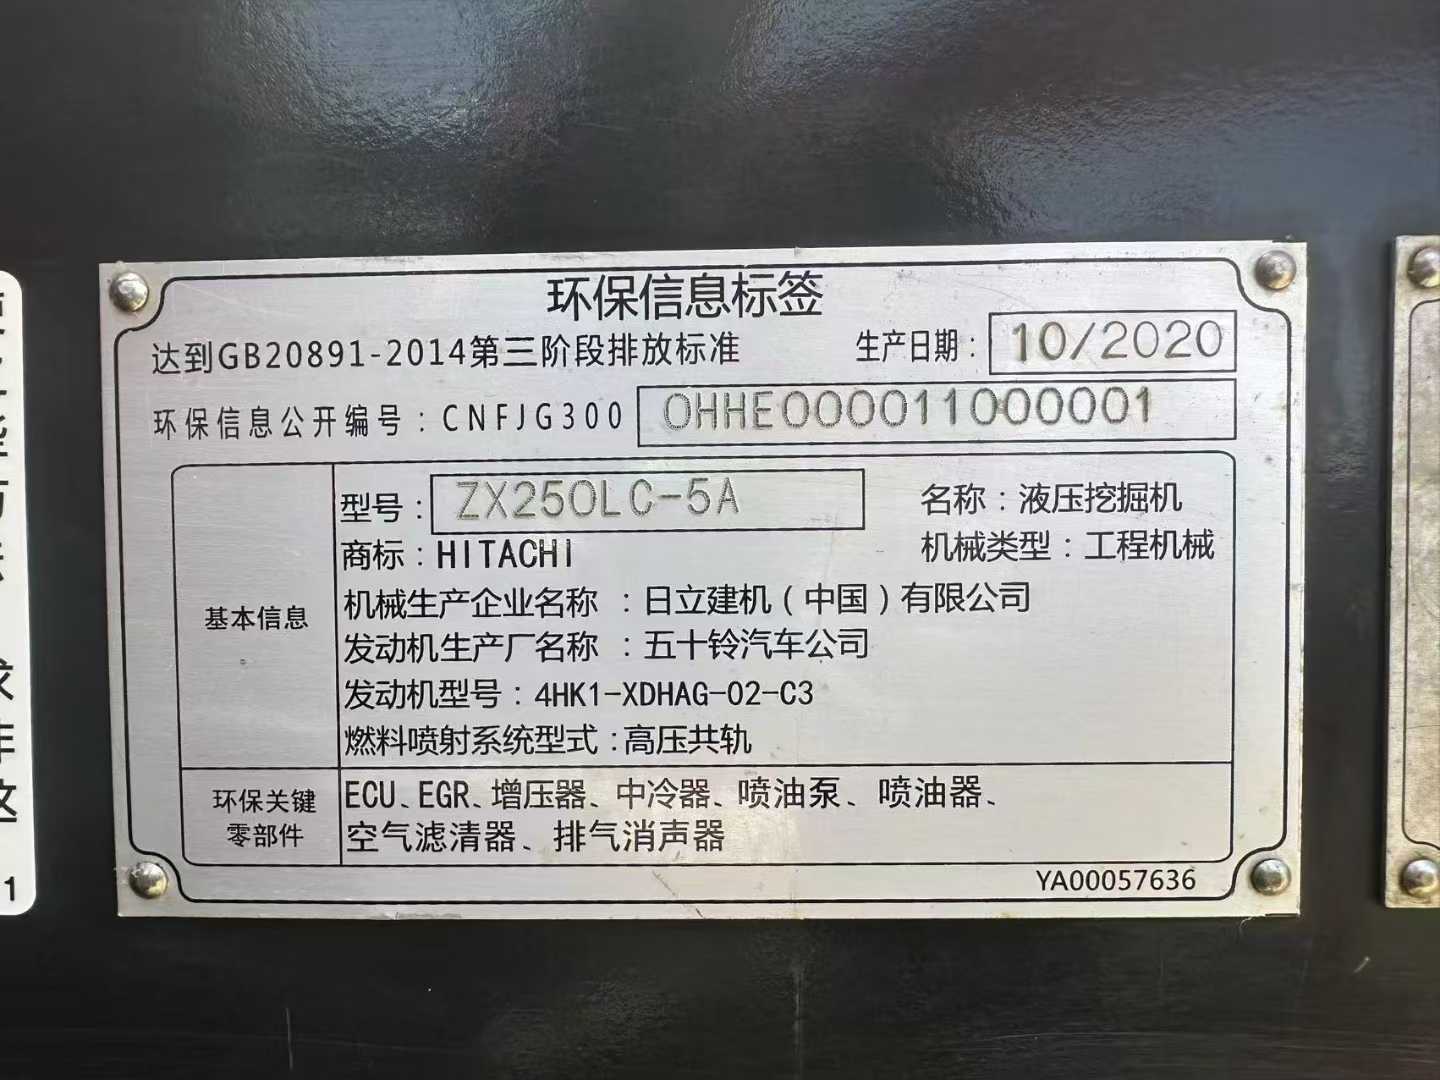 环保信息标签
达到GB20891-2014第三阶段排放标准 生产日期：10/2020
环保信息公开编号：CNFJG300 0HHE000011000001
型号：ZX250LC-5A 名称：液压挖掘机
商标：HITACHI 机械类型：工程机械
基本信息
机械生产企业名称：日立建机（中国）有限公司
发动机生产厂名称：五十铃汽车公司
发动机型号：4HK1-XDHAG-02-C3
燃料喷射系统型式：高压共轨
环保关键
零部件
ECU、EGR、增压器、中冷器、喷油泵、喷油器、
空气滤清器、排气消声器
YA00057636
求
这
1